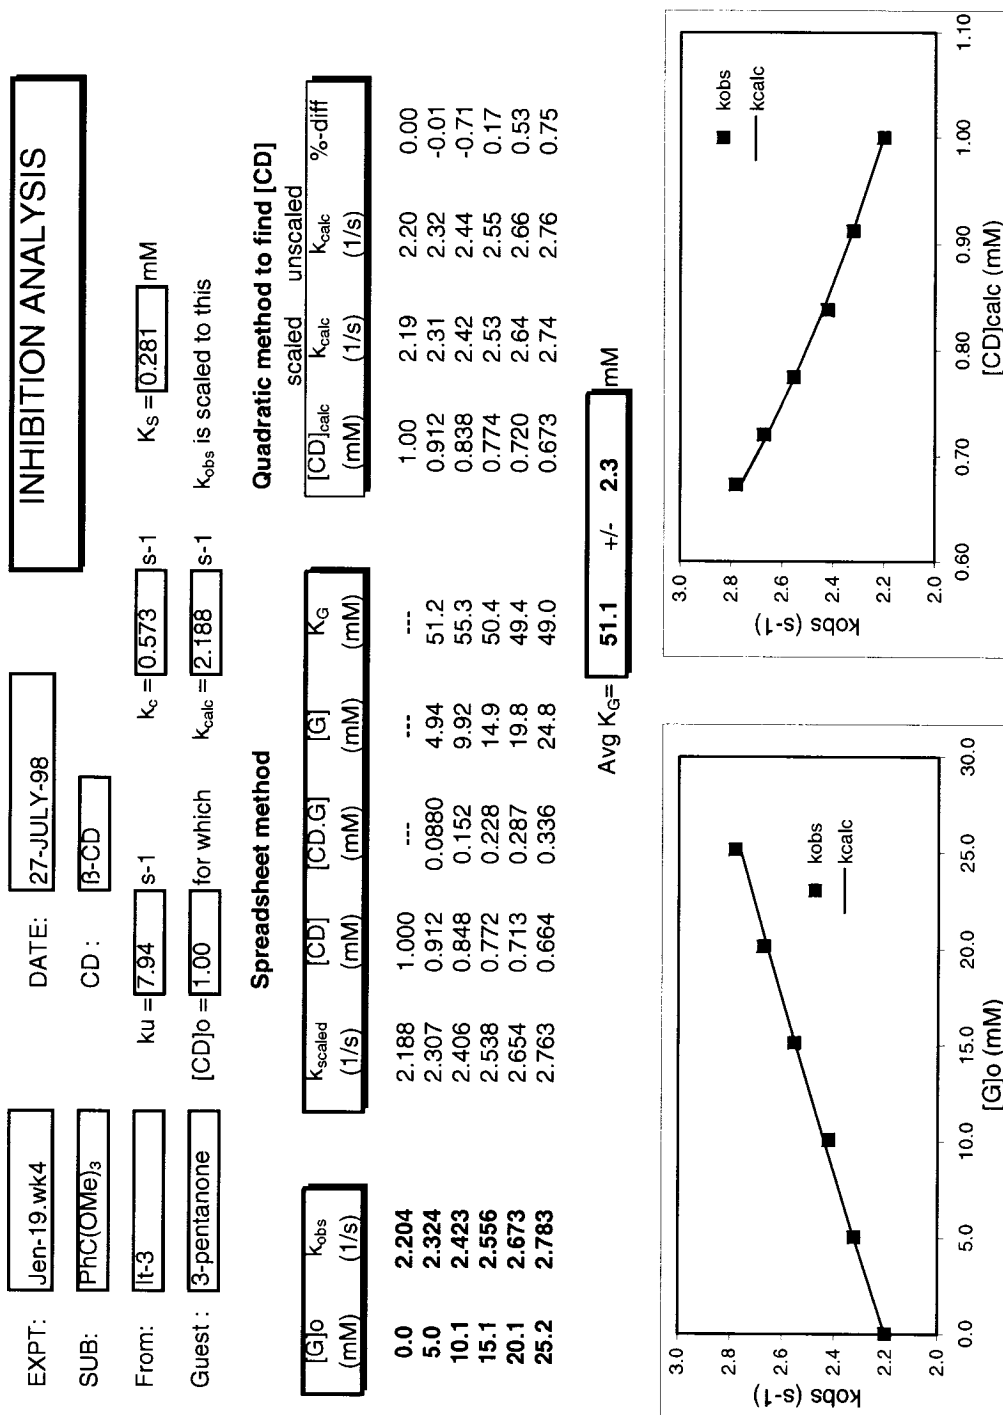 INHIBITION ANALYSIS
EXPT: Jen-19.wk4 DATE: 27-JULY-98
SUB: PhC(OMe)3 CD : ß-CD
From: lt-3 ku = 7.94 s-1 kc = 0.573 s-1 KS = 0.281 mM
Guest : 3-pentanone [CD]o = 1.00 for which kcalc = 2.188 s-1 kobs is scaled to this
Spreadsheet method Quadratic method to find [CD]
scaled unscaled
[G]o kobs kscaled [CD] [CD.G] [G] KG [CD]calc kcalc kcalc %-diff
(mM) (1/s) (1/s) (mM) (mM) (mM) (mM) (mM) (1/s) (1/s)
0.0 2.204 2.188 1.000 --- --- --- 1.00 2.19 2.20 0.00
5.0 2.324 2.307 0.912 0.0880 4.94 51.2 0.912 2.31 2.32 -0.01
10.1 2.423 2.406 0.848 0.152 9.92 55.3 0.838 2.42 2.44 -0.71
15.1 2.556 2.538 0.772 0.228 14.9 50.4 0.774 2.53 2.55 0.17
20.1 2.673 2.654 0.713 0.287 19.8 49.4 0.720 2.64 2.66 0.53
25.2 2.783 2.763 0.664 0.336 24.8 49.0 0.673 2.74 2.76 0.75
Avg KG= 51.1 +/- 2.3 mM
kobs (s-1)
3.0
2.8
2.6
2.4
2.2
2.0
kobs
kcalc
0.0 5.0 10.0 15.0 20.0 25.0 30.0
[G]o (mM)
kobs (s-1)
3.0
2.8
2.6
2.4
2.2
2.0
kobs
kcalc
0.60 0.70 0.80 0.90 1.00 1.10
[CD]calc (mM)